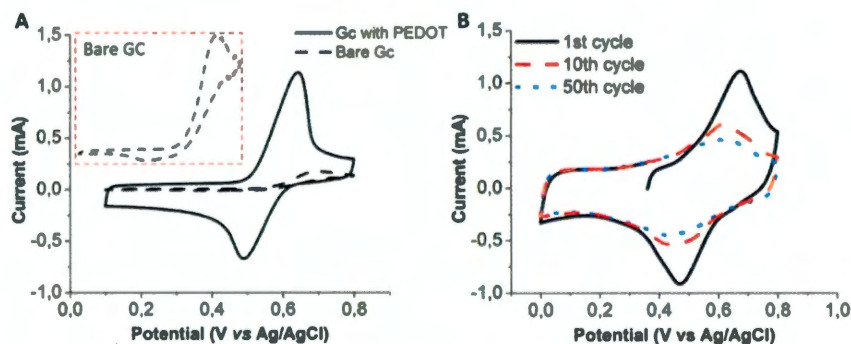 A
Bare GC
Gc with PEDOT
Bare Gc
1,5
1,0
0,5
0,0
-0,5
-1,0
Current (mA)
0,0 0,2 0,4 0,6 0,8
Potential (V vs Ag/AgCl)
B
1st cycle
10th cycle
50th cycle
1,5
1,0
0,5
0,0
-0,5
-1,0
Current (mA)
0,0 0,2 0,4 0,6 0,8 1,0
Potential (V vs Ag/AgCl)